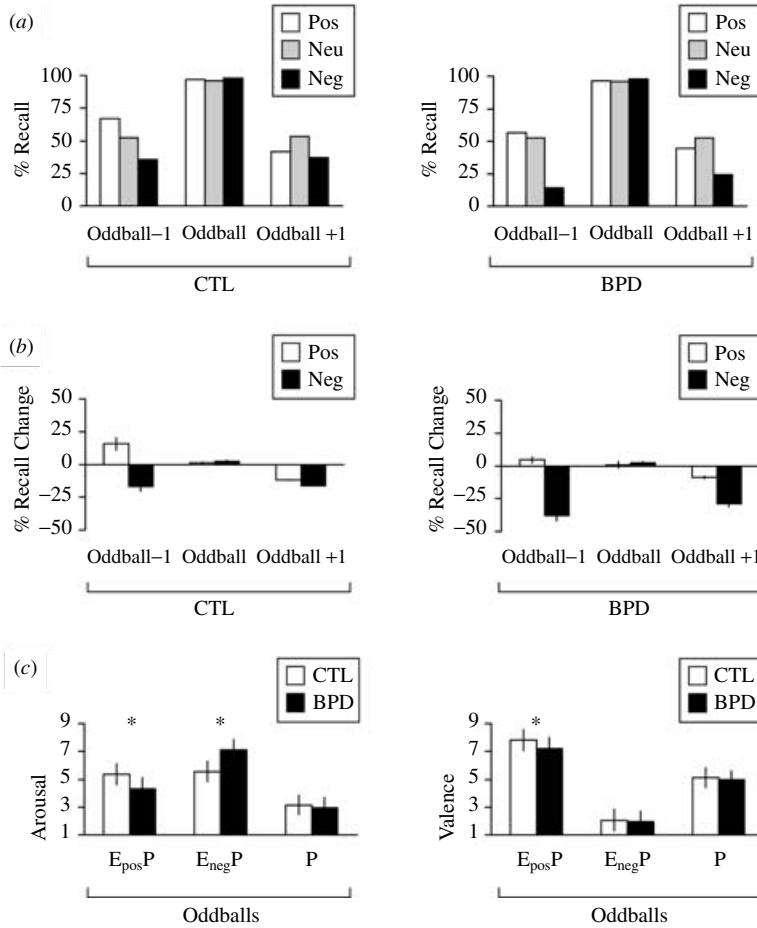 (a)
Pos
Neu
Neg
100
75
50
25
0
% Recall
Oddball−1 Oddball Oddball +1
CTL
Pos
Neu
Neg
100
75
50
25
0
% Recall
Oddball−1 Oddball Oddball +1
BPD
(b)
Pos
Neg
50
25
0
−25
−50
% Recall Change
Oddball−1 Oddball Oddball +1
CTL
Pos
Neg
50
25
0
−25
−50
% Recall Change
Oddball−1 Oddball Oddball +1
BPD
(c)
CTL
BPD
9
7
5
3
1
Arousal
* *
EposP EnegP P
Oddballs
CTL
BPD
9
7
5
3
1
Valence
*
EposP EnegP P
Oddballs